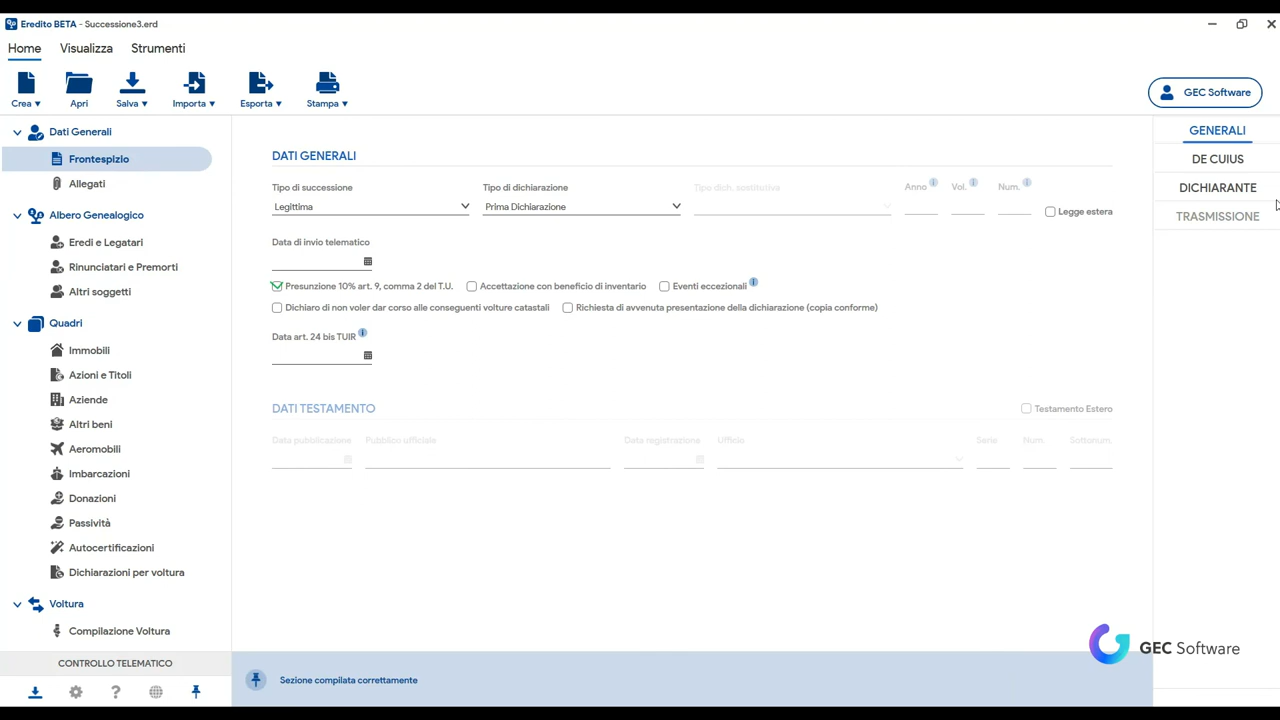 Eredito BETA - Successione3.erd
Home Visualizza Strumenti
Crea Apri Salva Importa Esporta Stampa
GEC Software
Dati Generali
Frontespizio
Allegati
Albero Genealogico
Eredi e Legatari
Rinunciatari e Premorti
Altri soggetti
Quadri
Immobili
Azioni e Titoli
Aziende
Altri beni
Aeromobili
Imbarcazioni
Donazioni
Passività
Autocertificazioni
Dichiarazioni per voltura
Voltura
Compilazione Voltura
CONTROLLO TELEMATICO
?
DATI GENERALI
Tipo di successione Tipo di dichiarazione Tipo dich. sostitutiva Anno Vol. Num.
Legittima Prima Dichiarazione Legge estera
Data di invio telematico
Presunzione 10% art. 9, comma 2 del T.U. Accettazione con beneficio di inventario Eventi eccezionali
Dichiaro di non voler dar corso alle conseguenti volture catastali Richiesta di avvenuta presentazione della dichiarazione (copia conforme)
Data art. 24 bis TUIR
DATI TESTAMENTO Testamento Estero
Data pubblicazione Pubblico ufficiale Data registrazione Ufficio Serie Num. Sottonum.
Sezione compilata correttamente
GENERALI
DE CUIUS
DICHIARANTE
TRASMISSIONE
GEC Software